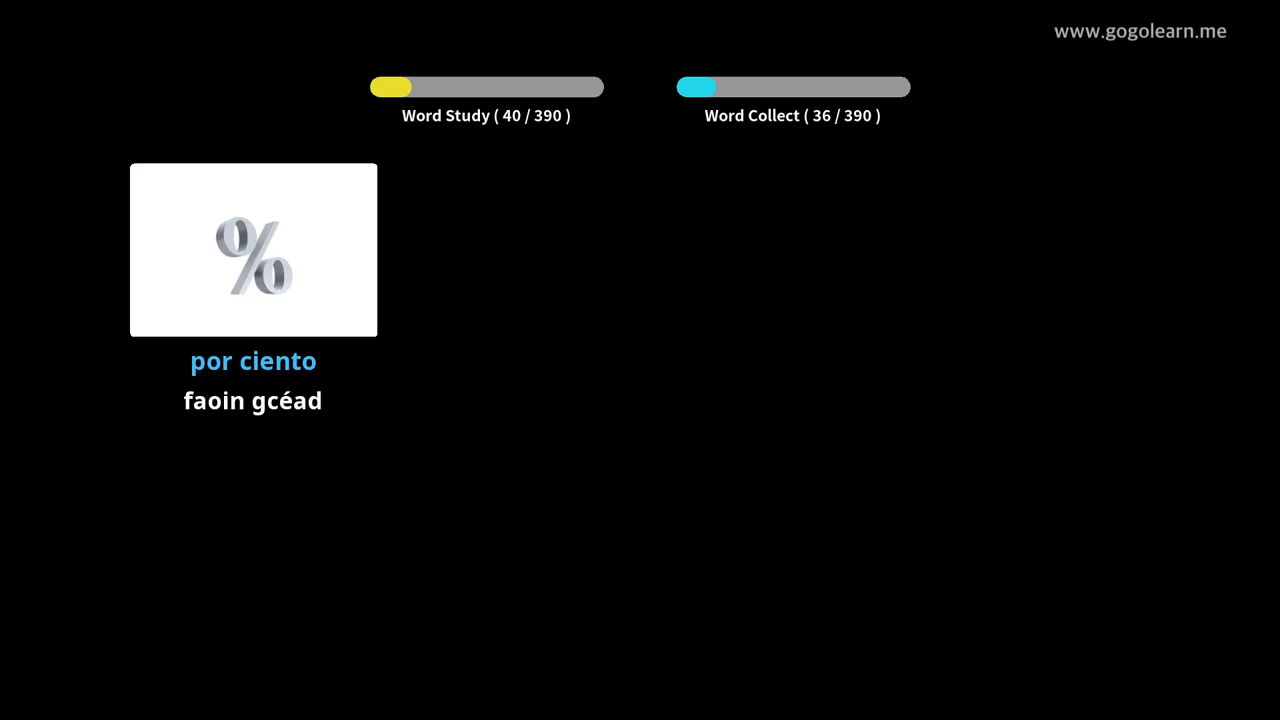 www.gogolearn.me
Word Study ( 40 / 390 )
Word Collect ( 36 / 390 )
%
por ciento
faoin gcéad